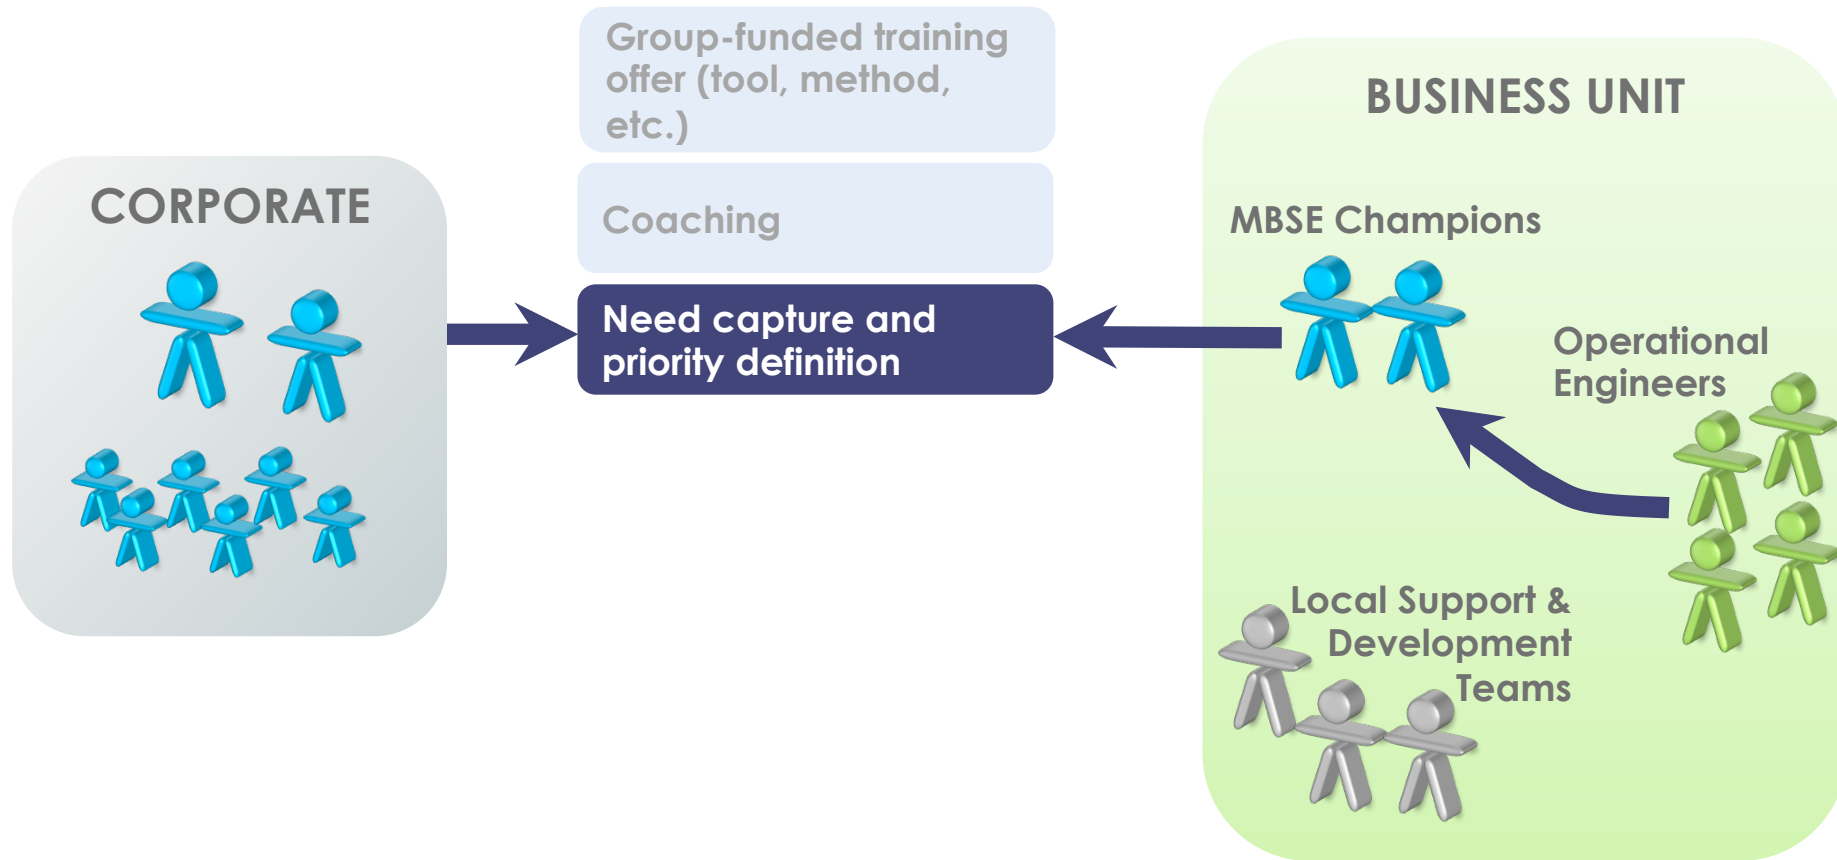 CORPORATE
Group-funded training
offer (tool, method,
etc.)
Coaching
Need capture and
priority definition
BUSINESS UNIT
MBSE Champions
Operational
Engineers
Local Support &
Development
Teams